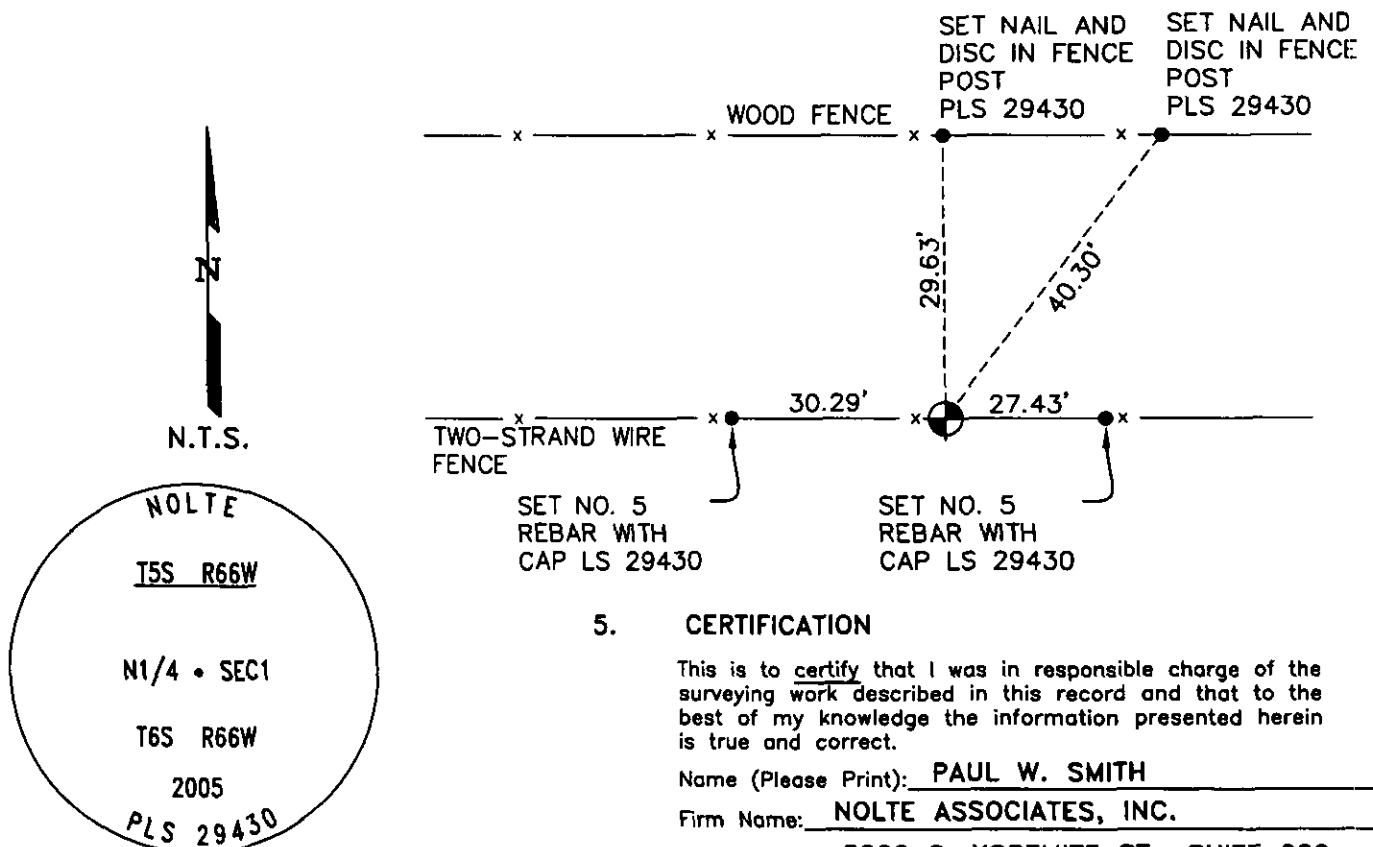 SET NAIL AND
DISC IN FENCE
POST
PLS 29430
SET NAIL AND
DISC IN FENCE
POST
PLS 29430
WOOD FENCE
x x x x
29.63'
40.30'
N
N.T.S.
30.29'
27.43'
x x x x
TWO-STRAND WIRE
FENCE
SET NO. 5
REBAR WITH
CAP LS 29430
SET NO. 5
REBAR WITH
CAP LS 29430
NOLTE
T5S R66W
N1/4 • SEC1
T6S R66W
2005
PLS 29430
5. CERTIFICATION
This is to certify that I was in responsible charge of the
surveying work described in this record and that to the
best of my knowledge the information presented herein
is true and correct.
Name (Please Print): PAUL W. SMITH
Firm Name: NOLTE ASSOCIATES, INC.